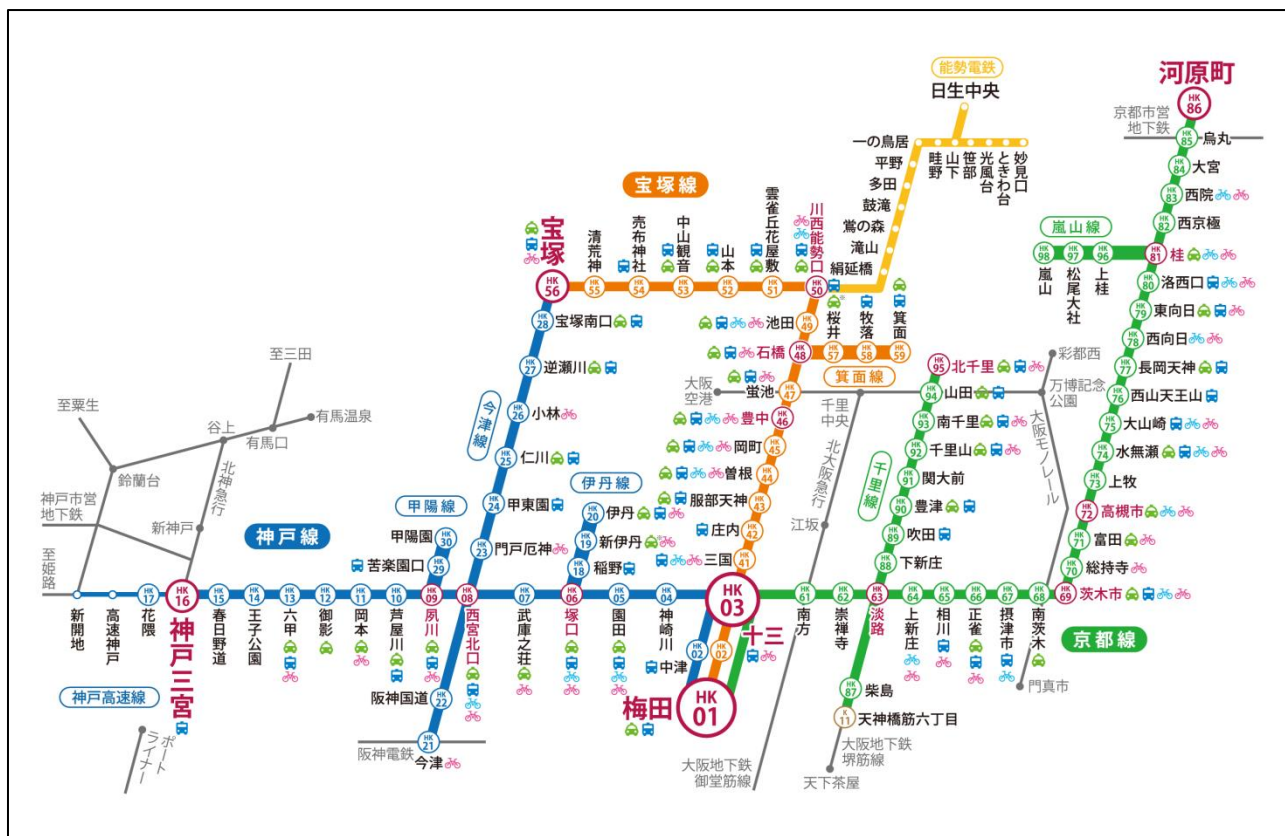 能勢電鉄
日生中央
一の鳥居
平野
多田
鼓滝
鶯の森
滝山
絹延橋
畦野
山下
笹部
光風台
ときわ台
妙見口
河原町
HK 86
京都市営
地下鉄
HK 85 烏丸
HK 84 大宮
HK 83 西院
HK 82 西京極
HK 81 桂
HK 80 洛西口
HK 79 東向日
HK 78 西向日
HK 77 長岡天神
HK 76 西山天王山
HK 75 大山崎
HK 74 水無瀬
HK 73 上牧
HK 72 高槻市
HK 71 富田
HK 70 総持寺
HK 69 茨木市
嵐山線
HK 98 嵐山
HK 97 松尾大社
HK 96 上桂
宝塚線
宝塚
HK 56
清荒神
HK 55
売布神社
HK 54
中山観音
HK 53
山本
HK 52
雲雀丘花屋敷
HK 51
川西能勢口
HK 50
池田 HK 49
石橋 HK 48
蛍池 HK 47
豊中 HK 46
岡町 HK 45
曽根 HK 44
服部天神 HK 43
庄内 HK 42
三国 HK 41
※
桜井
HK 57
牧落
HK 58
箕面
HK 59
箕面線
大阪
空港
千里
中央
万博記念
公園
彩都西
大阪モノレール
北大阪急行
江坂
門真市
千里線
HK 95 北千里
HK 94 山田
HK 93 南千里
HK 92 千里山
HK 91 関大前
HK 90 豊津
HK 89 吹田
HK 88 下新庄
今津線
HK 28 宝塚南口
HK 27 逆瀬川
HK 26 小林
HK 25 仁川
HK 24 甲東園
HK 23 門戸厄神
阪神国道 HK 22
HK 21
今津
阪神電鉄
伊丹線
HK 20 伊丹
HK 19 新伊丹
※
HK 18 稲野
甲陽線
甲陽園 HK 30
苦楽園口 HK 29
至三田
至粟生
谷上
有馬口
有馬温泉
鈴蘭台
北神急行
神戸市営
地下鉄
新神戸
至姫路
神戸線
新開地
高速神戸
HK 17
花隈
HK 16
神戸三宮
HK 15
春日野道
HK 14
王子公園
HK 13
六甲
HK 12
御影
HK 11
岡本
HK 10
芦屋川
HK 09
夙川
HK 08
西宮北口
HK 07
武庫之荘
HK 06
塚口
HK 05
園田
HK 04
神崎川
HK 03
十三
HK 02
HK 02
中津
梅田
HK 01
神戸高速線
ポートライナー
HK 61
南方
HK 62
崇禅寺
HK 63
淡路
HK 64
上新庄
HK 65
相川
HK 66
正雀
HK 67
摂津市
HK 68
南茨木
京都線
HK 87 柴島
K 11 天神橋筋六丁目
大阪地下鉄
堺筋線
天下茶屋
大阪地下鉄
御堂筋線